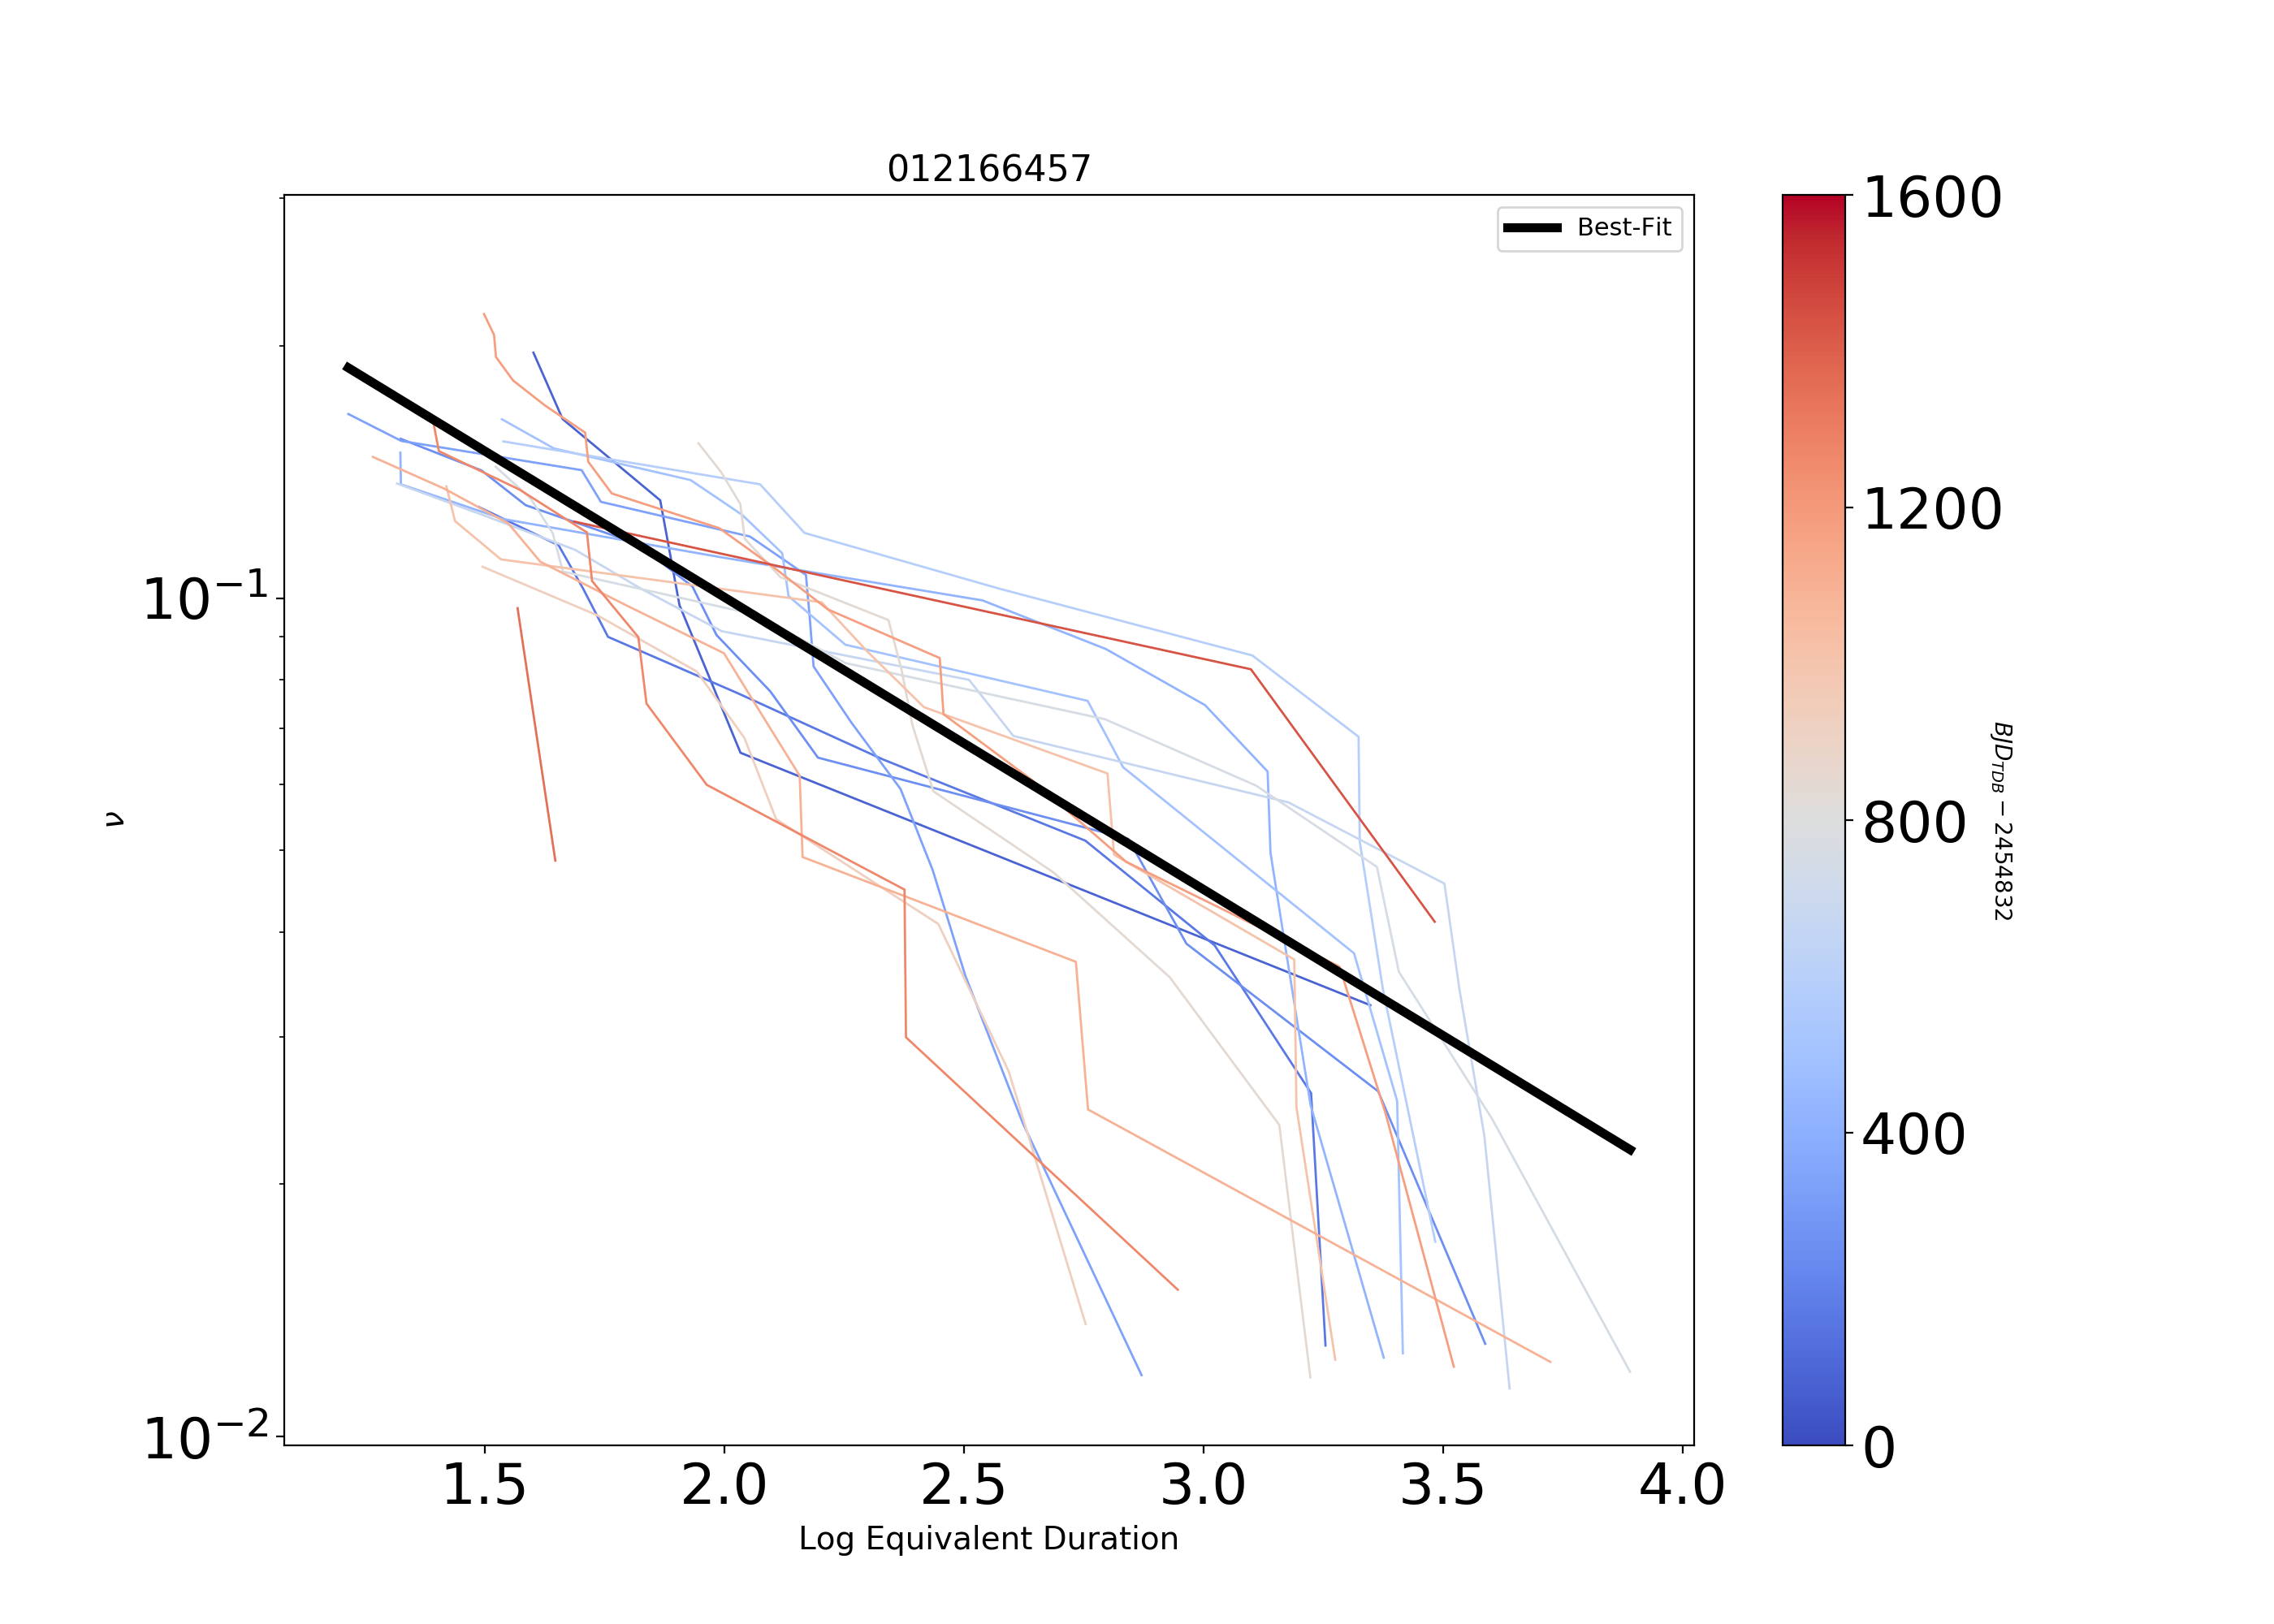 012166457
Best-Fit
ν
10⁻¹
10⁻²
1.5 2.0 2.5 3.0 3.5 4.0
Log Equivalent Duration
1600
1200
800
400
0
BJD_TDB − 2454832